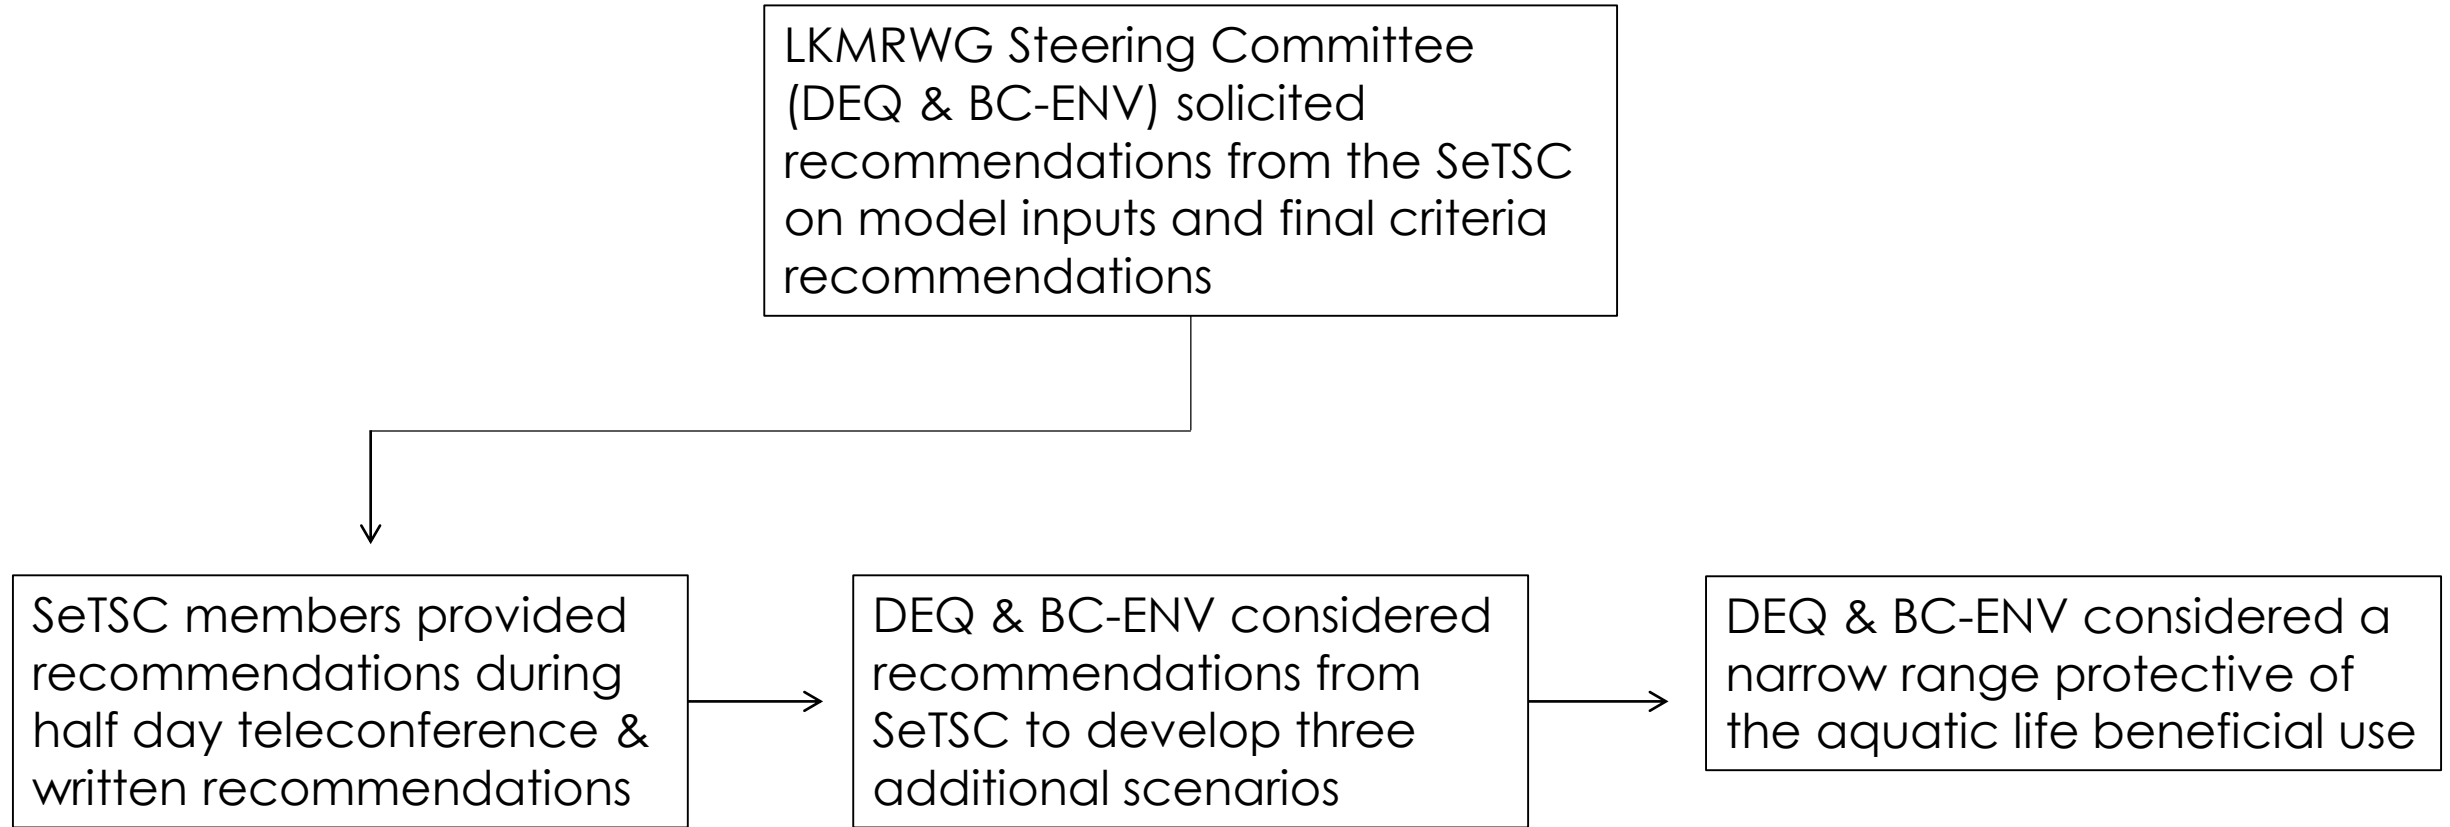 LKMRWG Steering Committee
(DEQ & BC-ENV) solicited
recommendations from the SeTSC
on model inputs and final criteria
recommendations
SeTSC members provided
recommendations during
half day teleconference &
written recommendations
DEQ & BC-ENV considered
recommendations from
SeTSC to develop three
additional scenarios
DEQ & BC-ENV considered a
narrow range protective of
the aquatic life beneficial use